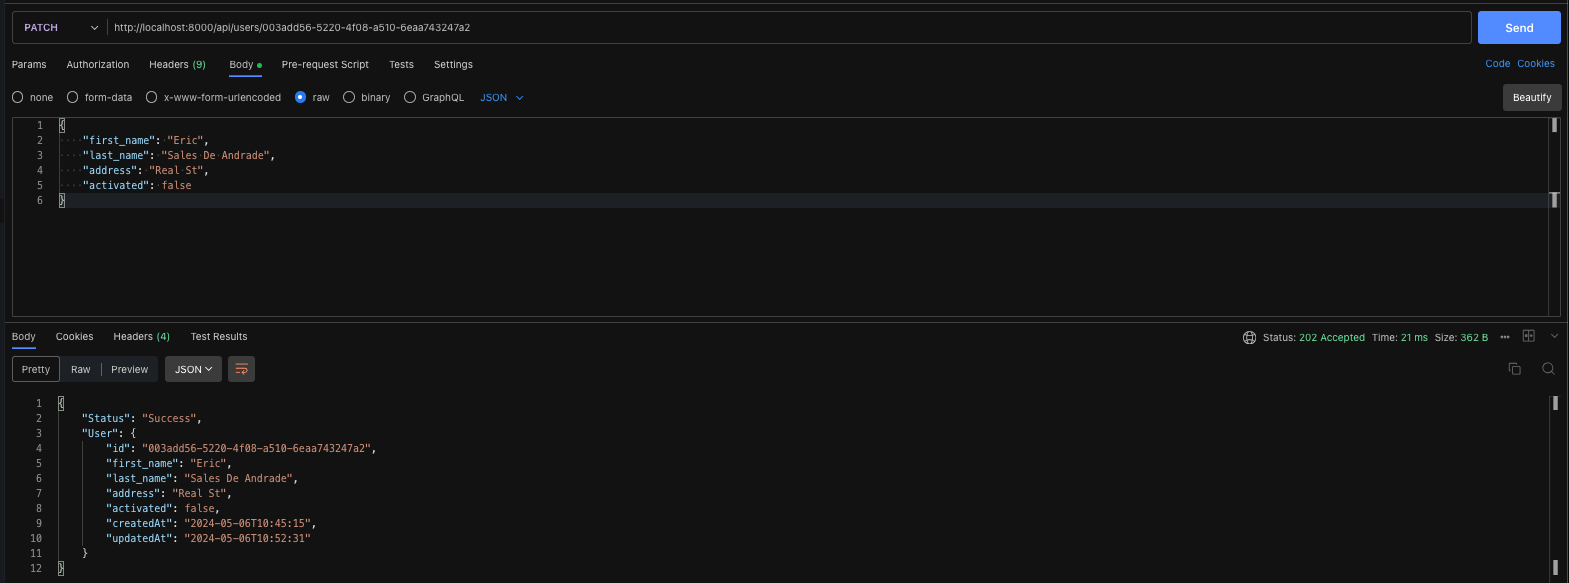 PATCH http://localhost:8000/api/users/003add56-5220-4f08-a510-6eaa743247a2 Send
Params Authorization Headers (9) Body Pre-request Script Tests Settings Code Cookies
none form-data x-www-form-urlencoded raw binary GraphQL JSON Beautify
1 {
2 "first_name": "Eric",
3 "last_name": "Sales De Andrade",
4 "address": "Real St",
5 "activated": false
6 }
Body Cookies Headers (4) Test Results Status: 202 Accepted Time: 21 ms Size: 362 B
Pretty Raw Preview JSON
1 {
2 "Status": "Success",
3 "User": {
4 "id": "003add56-5220-4f08-a510-6eaa743247a2",
5 "first_name": "Eric",
6 "last_name": "Sales De Andrade",
7 "address": "Real St",
8 "activated": false,
9 "createdAt": "2024-05-06T10:45:15",
10 "updatedAt": "2024-05-06T10:52:31"
11 }
12 }